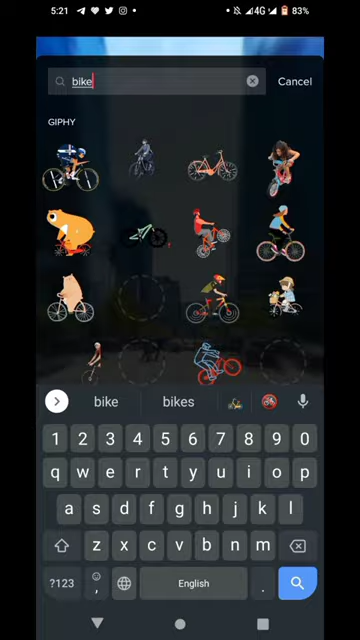 5:21 4G 83%
bike Cancel
GIPHY
bike bikes
1 2 3 4 5 6 7 8 9 0
q w e r t y u i o p
a s d f g h j k l
z x c v b n m
?123 , English .